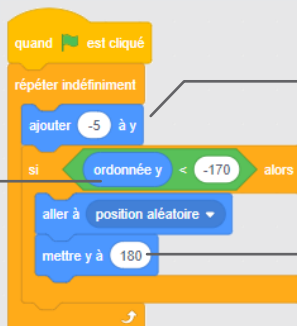 quand est cliqué
répéter indéfiniment
ajouter -5 à y
si ordonnée y < -170 alors
aller à position aléatoire
mettre y à 180